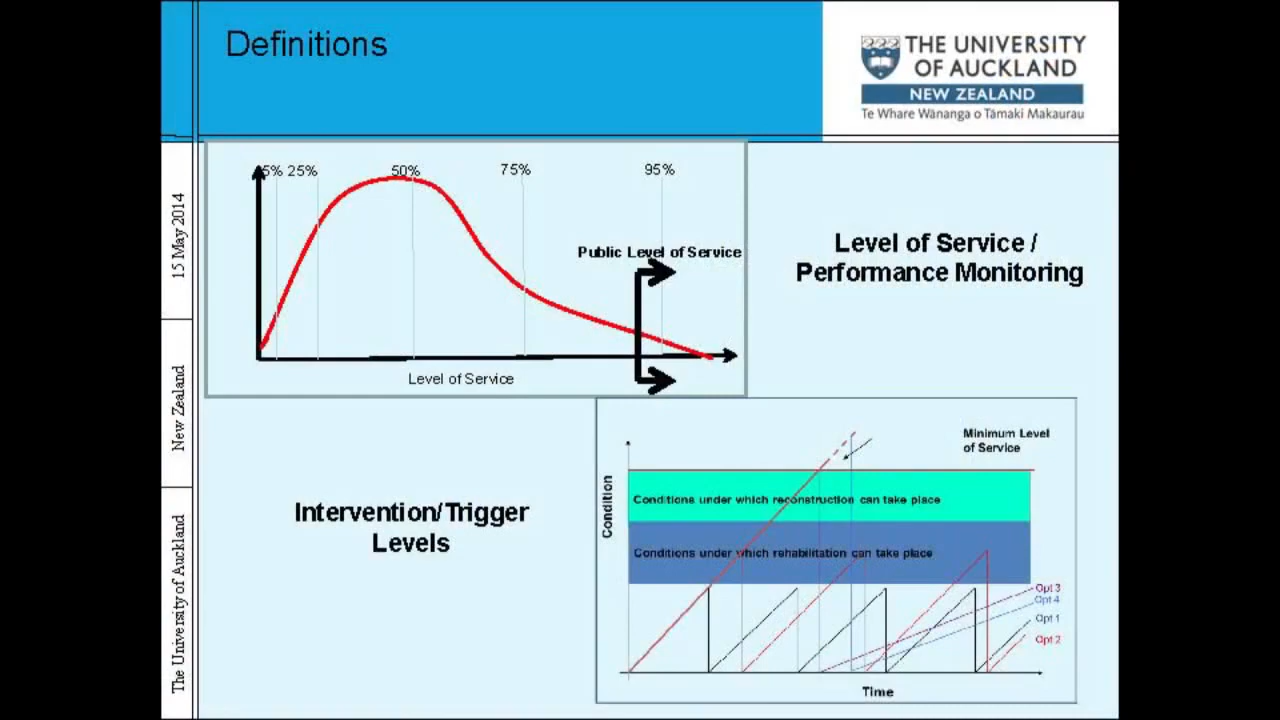 Definitions
THE UNIVERSITY
OF AUCKLAND
NEW ZEALAND
Te Whare Wānanga o Tāmaki Makaurau
15 May 2014
New Zealand
The University of Auckland
5% 25% 50% 75% 95%
Public Level of Service
Level of Service
Level of Service /
Performance Monitoring
Intervention/Trigger
Levels
Minimum Level
of Service
Condition
Conditions under which reconstruction can take place
Conditions under which rehabilitation can take place
Opt 3
Opt 4
Opt 1
Opt 2
Time